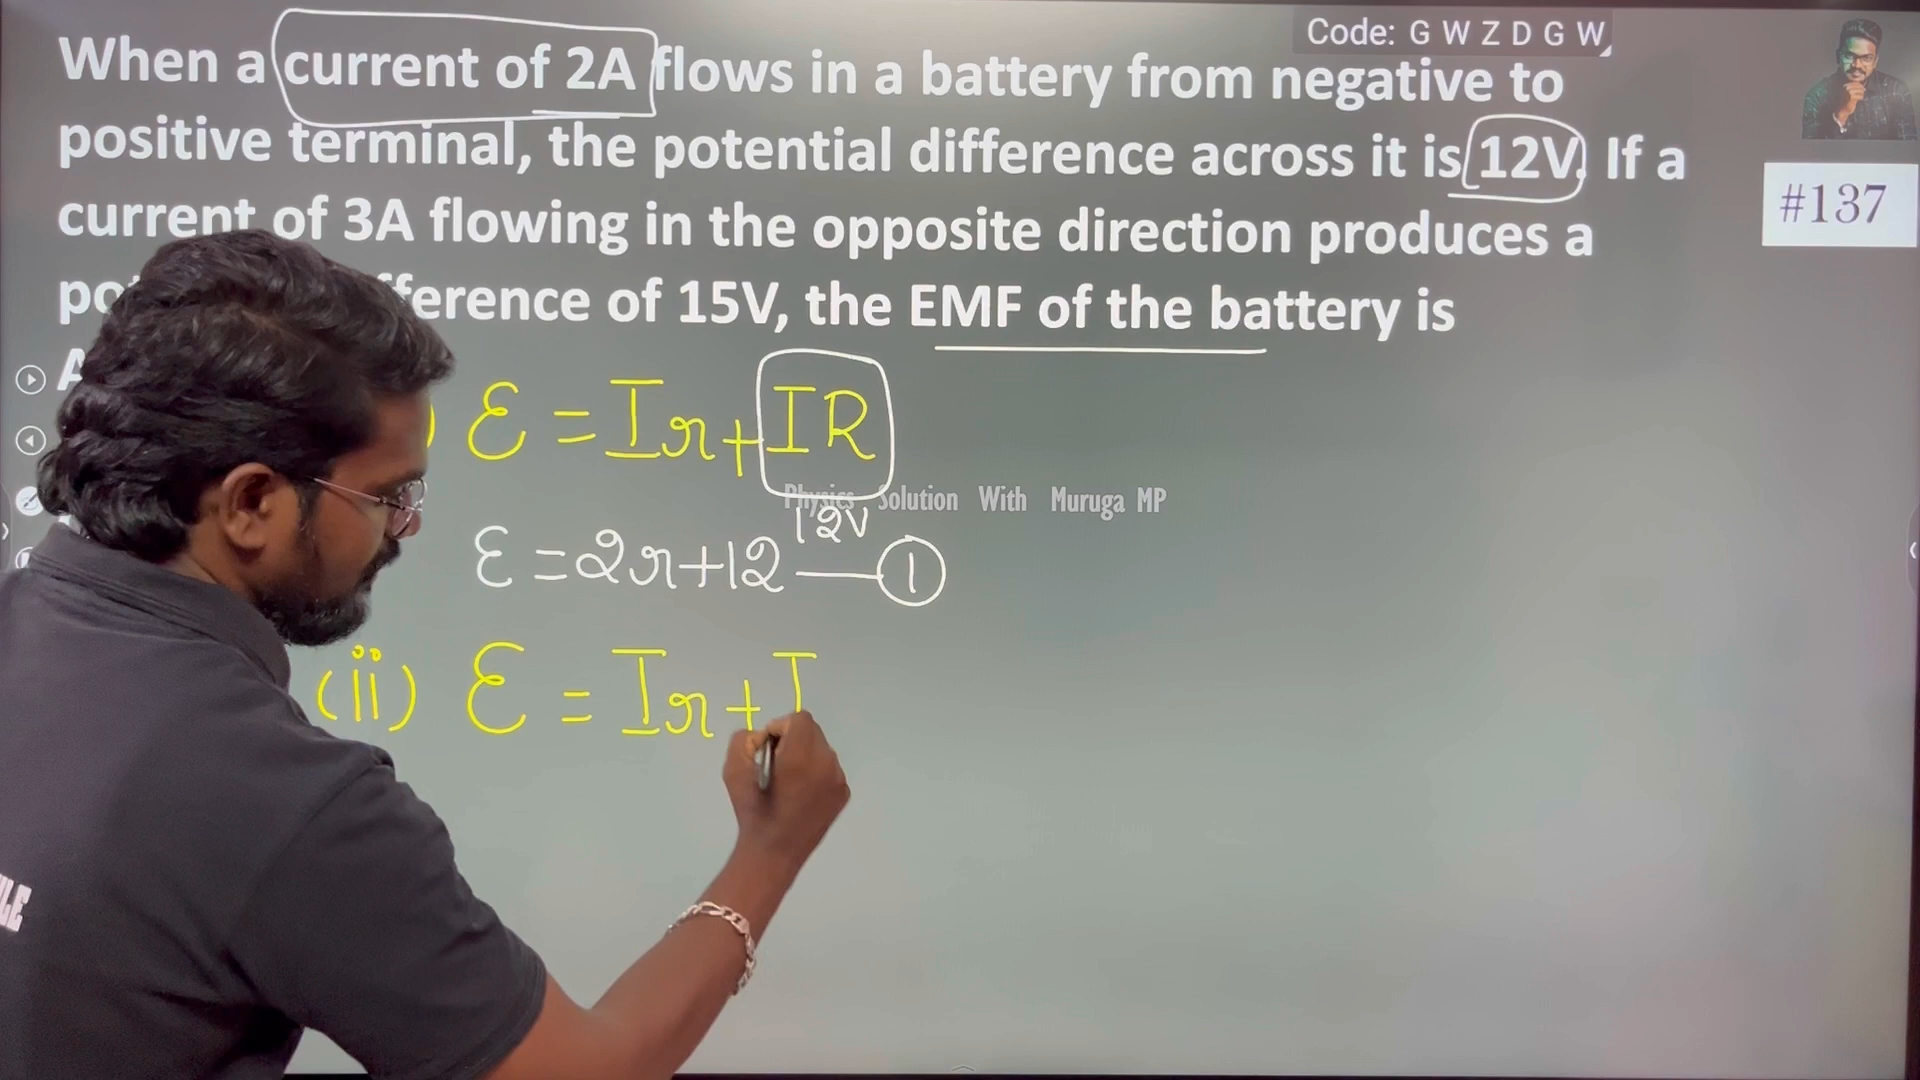 Code: G W Z D G W
When a current of 2A flows in a battery from negative to
positive terminal, the potential difference across it is 12V. If a
#137
current of 3A flowing in the opposite direction produces a
ference of 15V, the EMF of the battery is
ε = Ir + IR
Physics Solution With Muruga MP
12V
ε = 2r + 12 — 1
(ii) ε = Ir + I